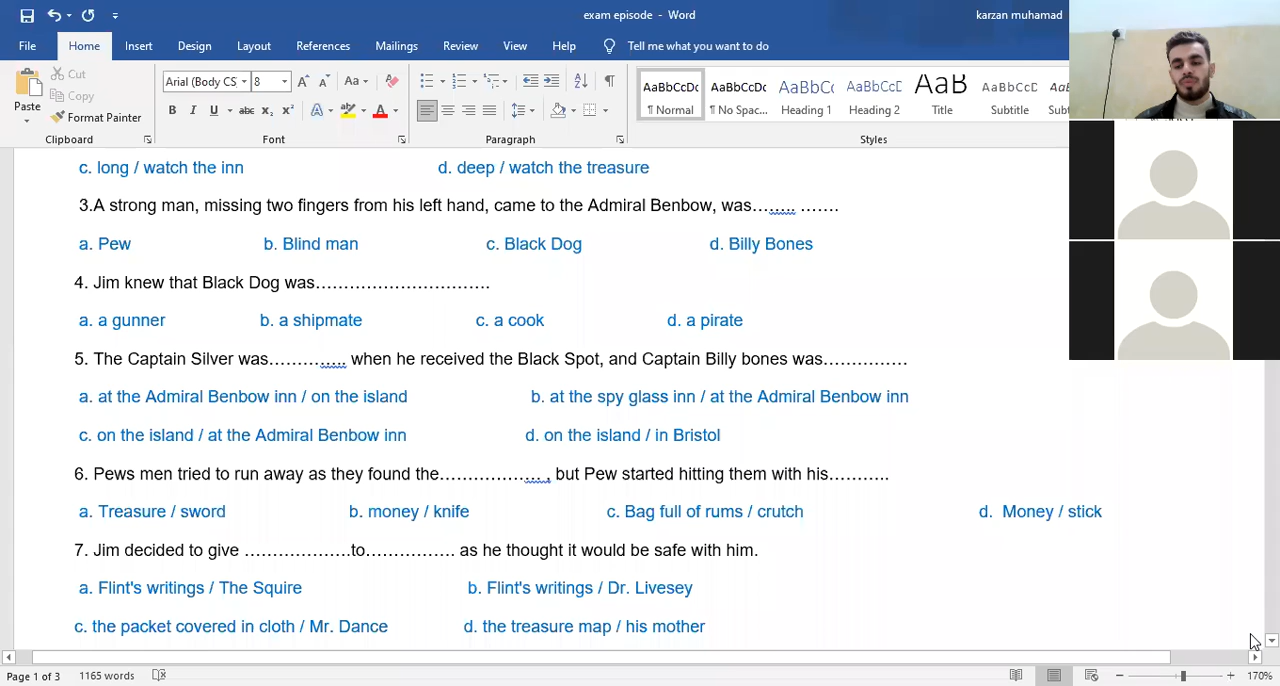 exam episode - Word
karzan muhamad
File Home Insert Design Layout References Mailings Review View Help Tell me what you want to do
Paste
Cut
Copy
Format Painter
Clipboard
Arial (Body CS 8
Font
Paragraph
AaBbCcDc ¶ Normal
AaBbCcDc ¶ No Spac...
AaBbCc Heading 1
AaBbCcD Heading 2
AaB Title
AaBbCcD Subtitle
Styles
c. long / watch the inn d. deep / watch the treasure
3.A strong man, missing two fingers from his left hand, came to the Admiral Benbow, was…….. …….
a. Pew b. Blind man c. Black Dog d. Billy Bones
4. Jim knew that Black Dog was………………………….
a. a gunner b. a shipmate c. a cook d. a pirate
5. The Captain Silver was………….. when he received the Black Spot, and Captain Billy bones was……………
a. at the Admiral Benbow inn / on the island b. at the spy glass inn / at the Admiral Benbow inn
c. on the island / at the Admiral Benbow inn d. on the island / in Bristol
6. Pews men tried to run away as they found the……………… , but Pew started hitting them with his………..
a. Treasure / sword b. money / knife c. Bag full of rums / crutch d. Money / stick
7. Jim decided to give ……………….to……………. as he thought it would be safe with him.
a. Flint's writings / The Squire b. Flint's writings / Dr. Livesey
c. the packet covered in cloth / Mr. Dance d. the treasure map / his mother
Page 1 of 3 1165 words 170%